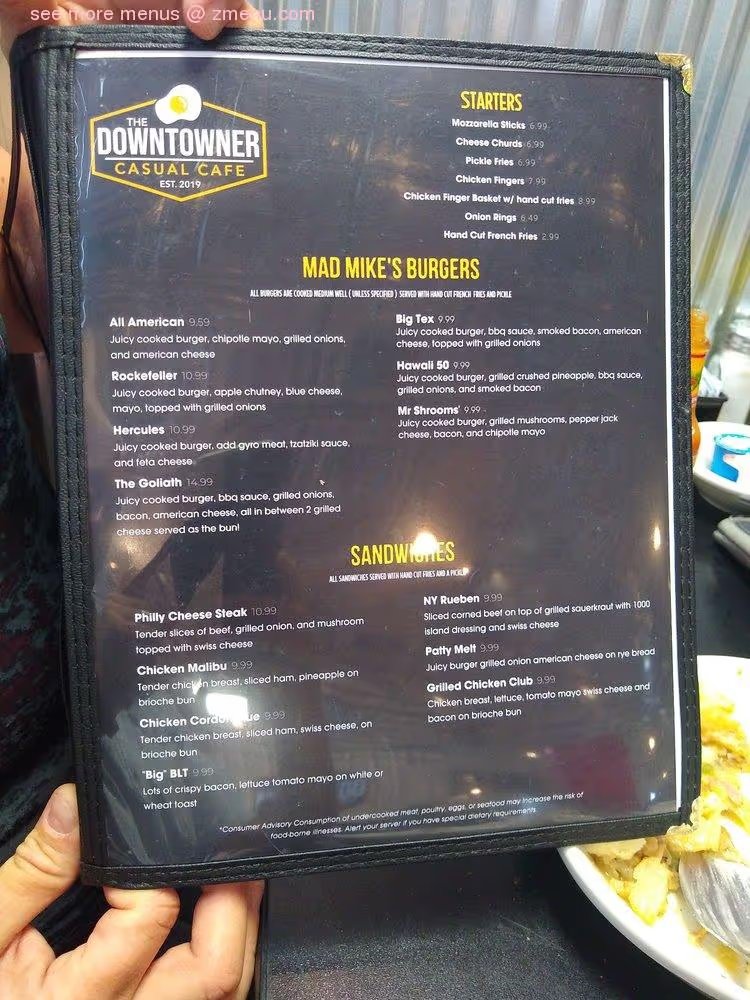 see more menus @ zmenu.com
THE
DOWNTOWNER
CASUAL CAFE
EST. 2019
STARTERS
Mozzarella Sticks 6.99
Cheese Churds 6.99
Pickle Fries 6.99
Chicken Fingers 7.99
Chicken Finger Basket w/ hand cut fries 8.99
Onion Rings 6.49
Hand Cut French Fries 2.99
MAD MIKE'S BURGERS
ALL BURGERS ARE COOKED MEDIUM WELL ( UNLESS SPECIFIED ) SERVED WITH HAND CUT FRENCH FRIES AND PICKLE
All American 9.59
Juicy cooked burger, chipotle mayo, grilled onions,
and american cheese
Rockefeller 10.99
Juicy cooked burger, apple chutney, blue cheese,
mayo, topped with grilled onions
Hercules 10.99
Juicy cooked burger, add gyro meat, tzatziki sauce,
and feta cheese
The Goliath 14.99
Juicy cooked burger, bbq sauce, grilled onions,
bacon, american cheese, all in between 2 grilled
cheese served as the bun!
Big Tex 9.99
Juicy cooked burger, bbq sauce, smoked bacon, american
cheese, topped with grilled onions
Hawaii 50 9.99
Juicy cooked burger, grilled crushed pineapple, bbq sauce,
grilled onions, and smoked bacon
Mr Shrooms' 9.99
Juicy cooked burger, grilled mushrooms, pepper jack
cheese, bacon, and chipotle mayo
SANDWICHES
ALL SANDWICHES SERVED WITH HAND CUT FRIES AND A PICKLE
Philly Cheese Steak 10.99
Tender slices of beef, grilled onion, and mushroom
topped with swiss cheese
Chicken Malibu 9.99
Tender chicken breast, sliced ham, pineapple on
brioche bun
Chicken 9.99
Tender chicken breast, sliced ham, swiss cheese, on
brioche bun
"Big" BLT 9.99
Lots of crispy bacon, lettuce tomato mayo on white or
wheat toast
NY Rueben 9.99
Sliced corned beef on top of grilled sauerkraut with 1000
island dressing and swiss cheese
Patty Melt 9.99
Juicy burger grilled onion american cheese on rye bread
Grilled Chicken Club 9.99
Chicken breast, lettuce, tomato mayo swiss cheese and
bacon on brioche bun
*Consumer Advisory Consumption of undercooked meat, poultry, eggs, or seafood may increase the risk of
food-borne illnesses. Alert your server if you have special dietary requirements.